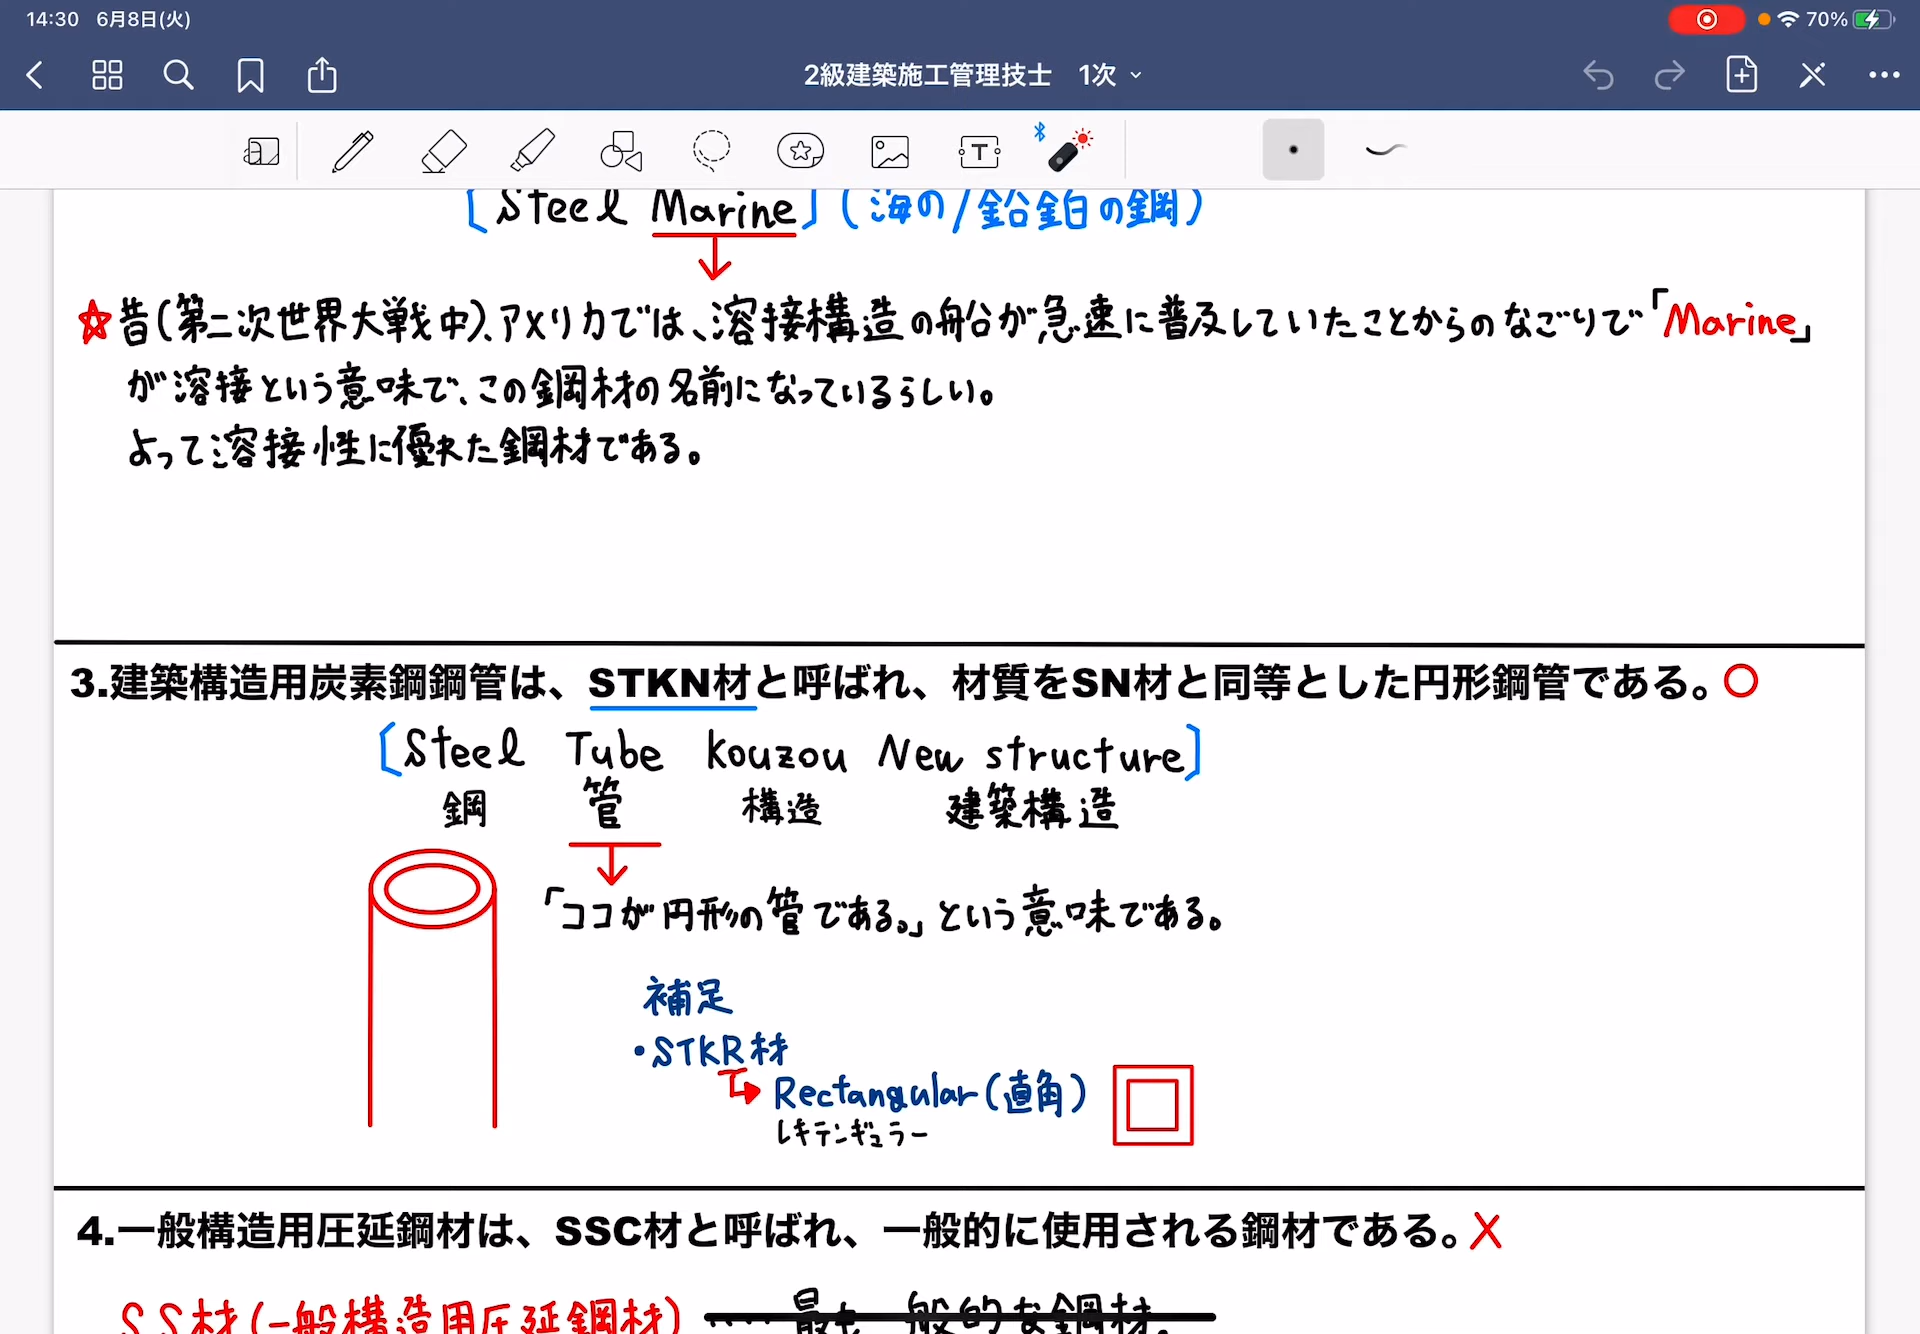 14:30 6月8日(火)
70%
2級建築施工管理技士 1次
[Steel Marine] (海の/鉛鉑の鋼)
☆昔(第二次世界大戦中)、アメリカでは、溶接構造の船が急速に普及していたことからのなごりで「Marine」
が溶接という意味で、この鋼材の名前になっているらしい。
よって溶接性に優れた鋼材である。
3.建築構造用炭素鋼鋼管は、STKN材と呼ばれ、材質をSN材と同等とした円形鋼管である。○
[Steel Tube kouzou New structure]
鋼 管 構造 建築構造
「ココが円形の管である。」という意味である。
補足
・STKR材
Rectangular(直角)
レキテンギュラー
4.一般構造用圧延鋼材は、SSC材と呼ばれ、一般的に使用される鋼材である。X
SS材(一般構造用圧延鋼材) ‥‥最も一般的な鋼材。